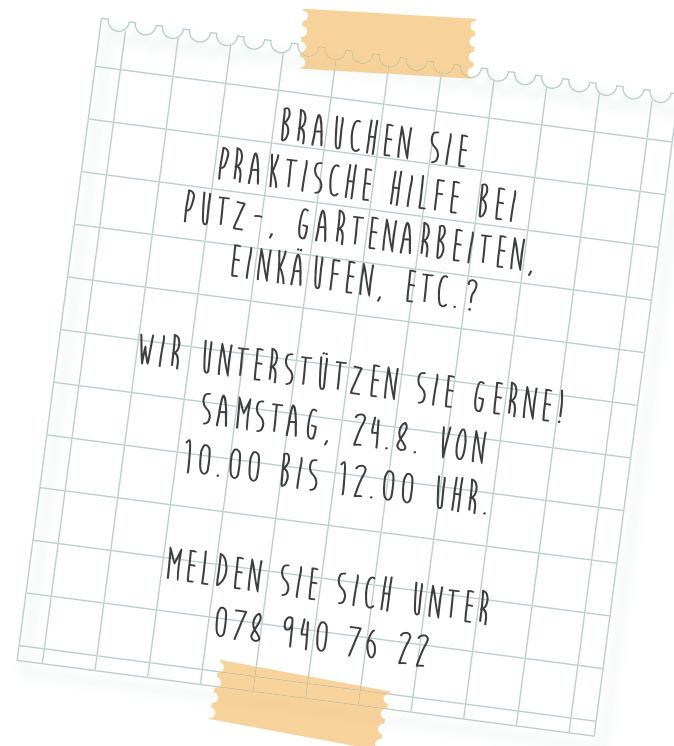 BRAUCHEN SIE
PRAKTISCHE HILFE BEI
PUTZ-, GARTENARBEITEN,
EINKÄUFEN, ETC.?
WIR UNTERSTÜTZEN SIE GERNE!
SAMSTAG, 24.8. VON
10.00 BIS 12.00 UHR.
MELDEN SIE SICH UNTER
078 940 76 22